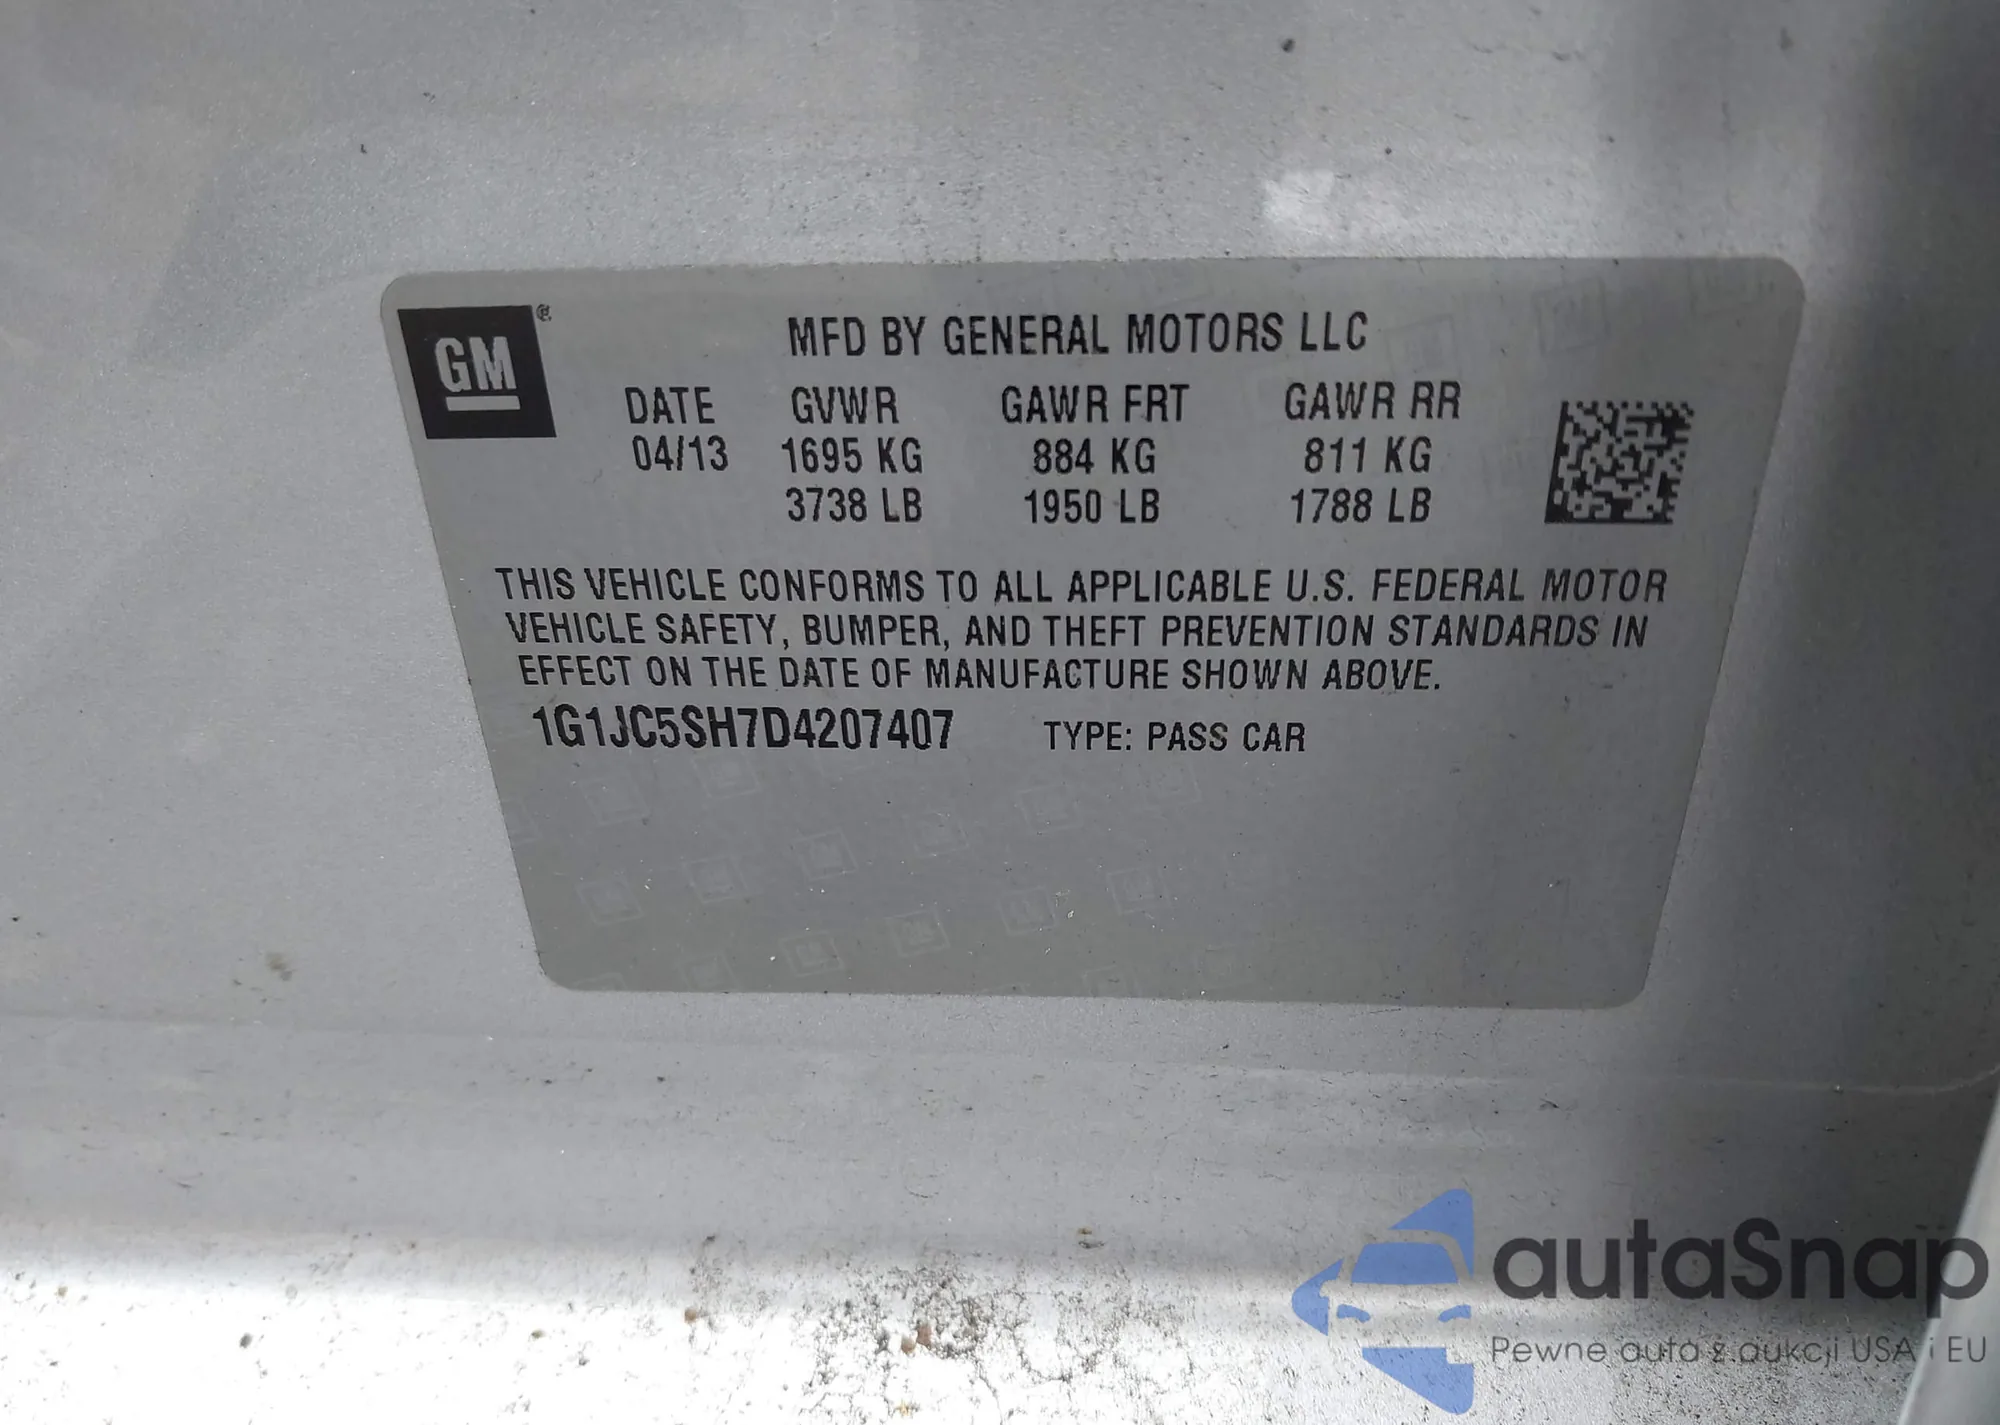 GM®
MFD BY GENERAL MOTORS LLC
DATE GVWR GAWR FRT GAWR RR
04/13 1695 KG 884 KG 811 KG
3738 LB 1950 LB 1788 LB
THIS VEHICLE CONFORMS TO ALL APPLICABLE U.S. FEDERAL MOTOR
VEHICLE SAFETY, BUMPER, AND THEFT PREVENTION STANDARDS IN
EFFECT ON THE DATE OF MANUFACTURE SHOWN ABOVE.
1G1JC5SH7D4207407 TYPE: PASS CAR
autaSnap
Pewne auta z aukcji USA i EU